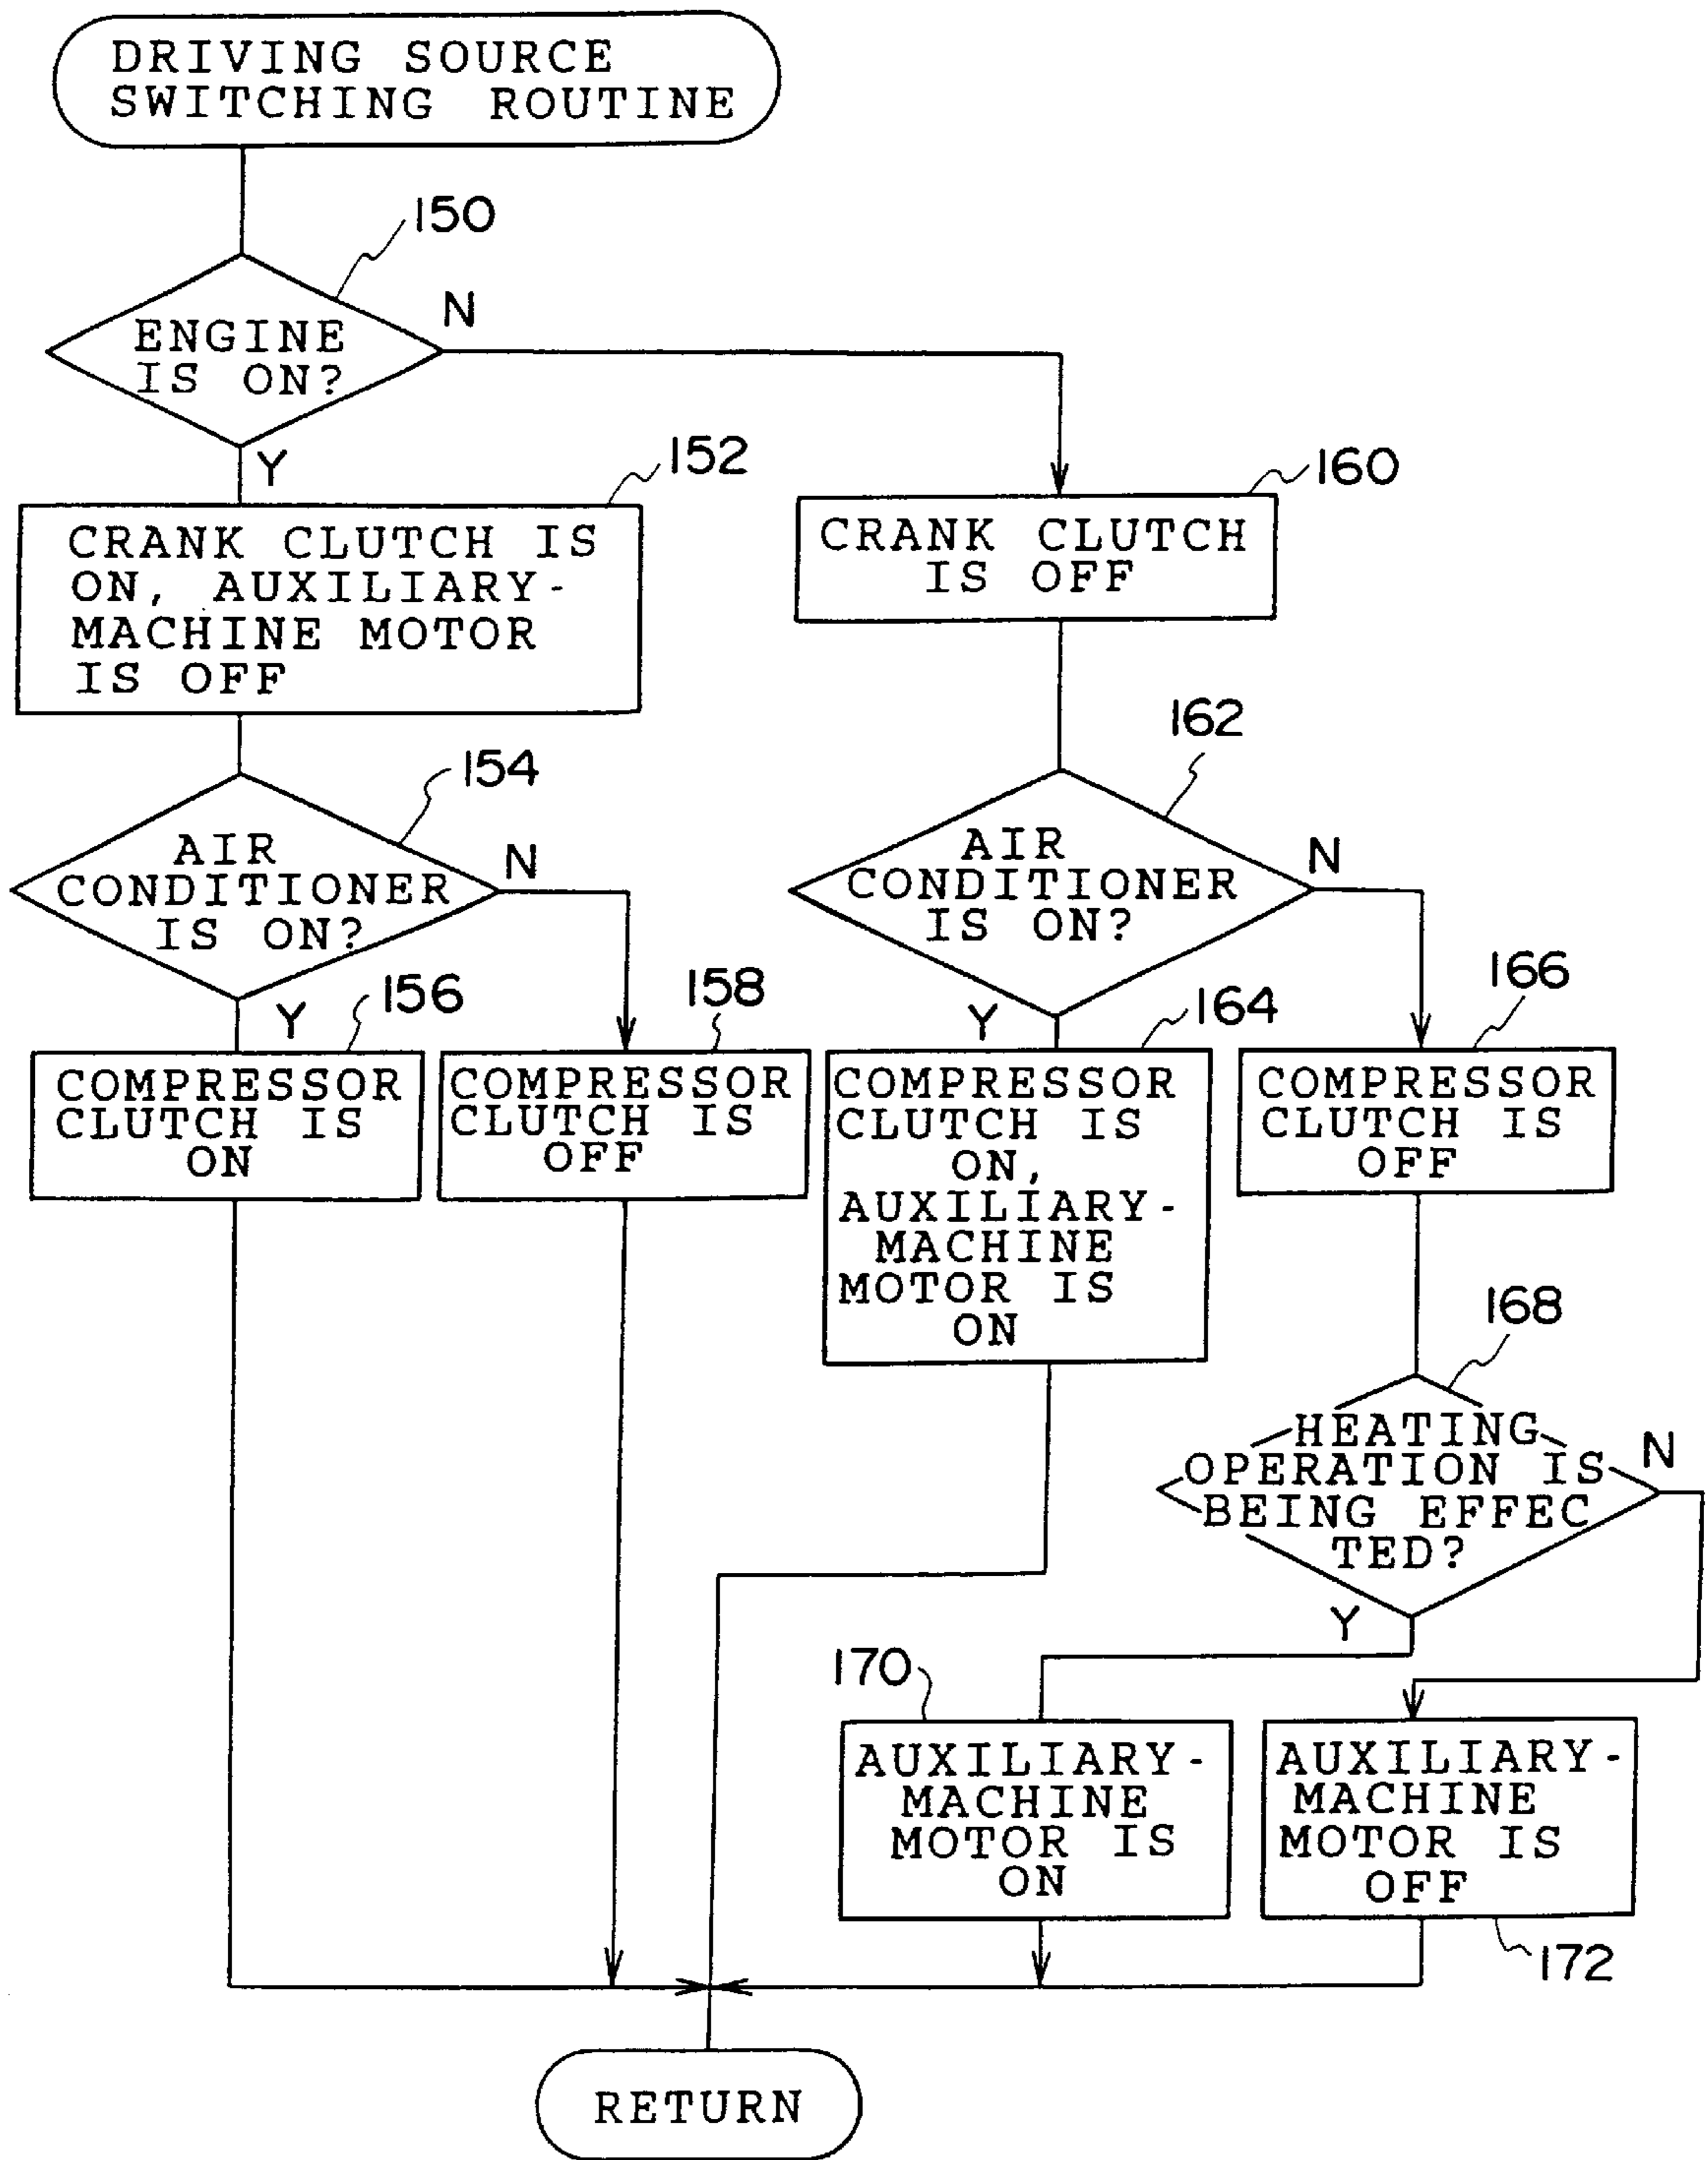 DRIVING SOURCE
SWITCHING ROUTINE
150
ENGINE
IS ON?
N
Y
152
CRANK CLUTCH IS
ON, AUXILIARY-
MACHINE MOTOR
IS OFF
154
AIR
CONDITIONER
IS ON?
N
Y
156
COMPRESSOR
CLUTCH IS
ON
158
COMPRESSOR
CLUTCH IS
OFF
160
CRANK CLUTCH
IS OFF
162
AIR
CONDITIONER
IS ON?
N
Y
164
COMPRESSOR
CLUTCH IS
ON,
AUXILIARY-
MACHINE
MOTOR IS
ON
166
COMPRESSOR
CLUTCH IS
OFF
168
HEATING
OPERATION IS
BEING EFFEC
TED?
N
Y
170
AUXILIARY-
MACHINE
MOTOR IS
ON
AUXILIARY-
MACHINE
MOTOR IS
OFF
172
RETURN